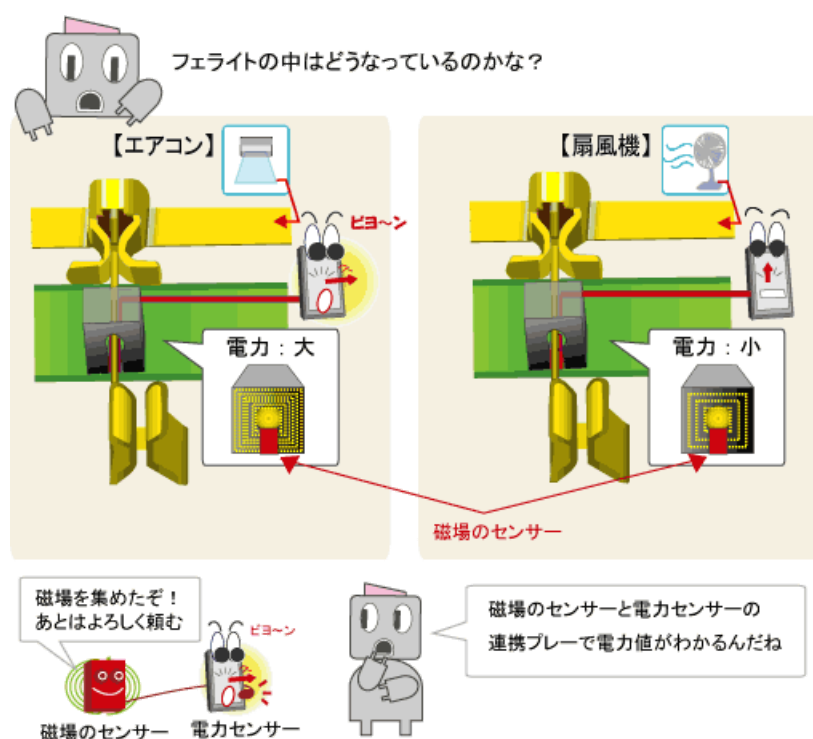 フェライトの中はどうなっているのかな？
【エアコン】
ピヨ～ン
電力：大
【扇風機】
電力：小
磁場のセンサー
磁場を集めたぞ！
あとはよろしく頼む
ピヨ～ン
磁場のセンサー
電力センサー
磁場のセンサーと電力センサーの
連携プレーで電力値がわかるんだね